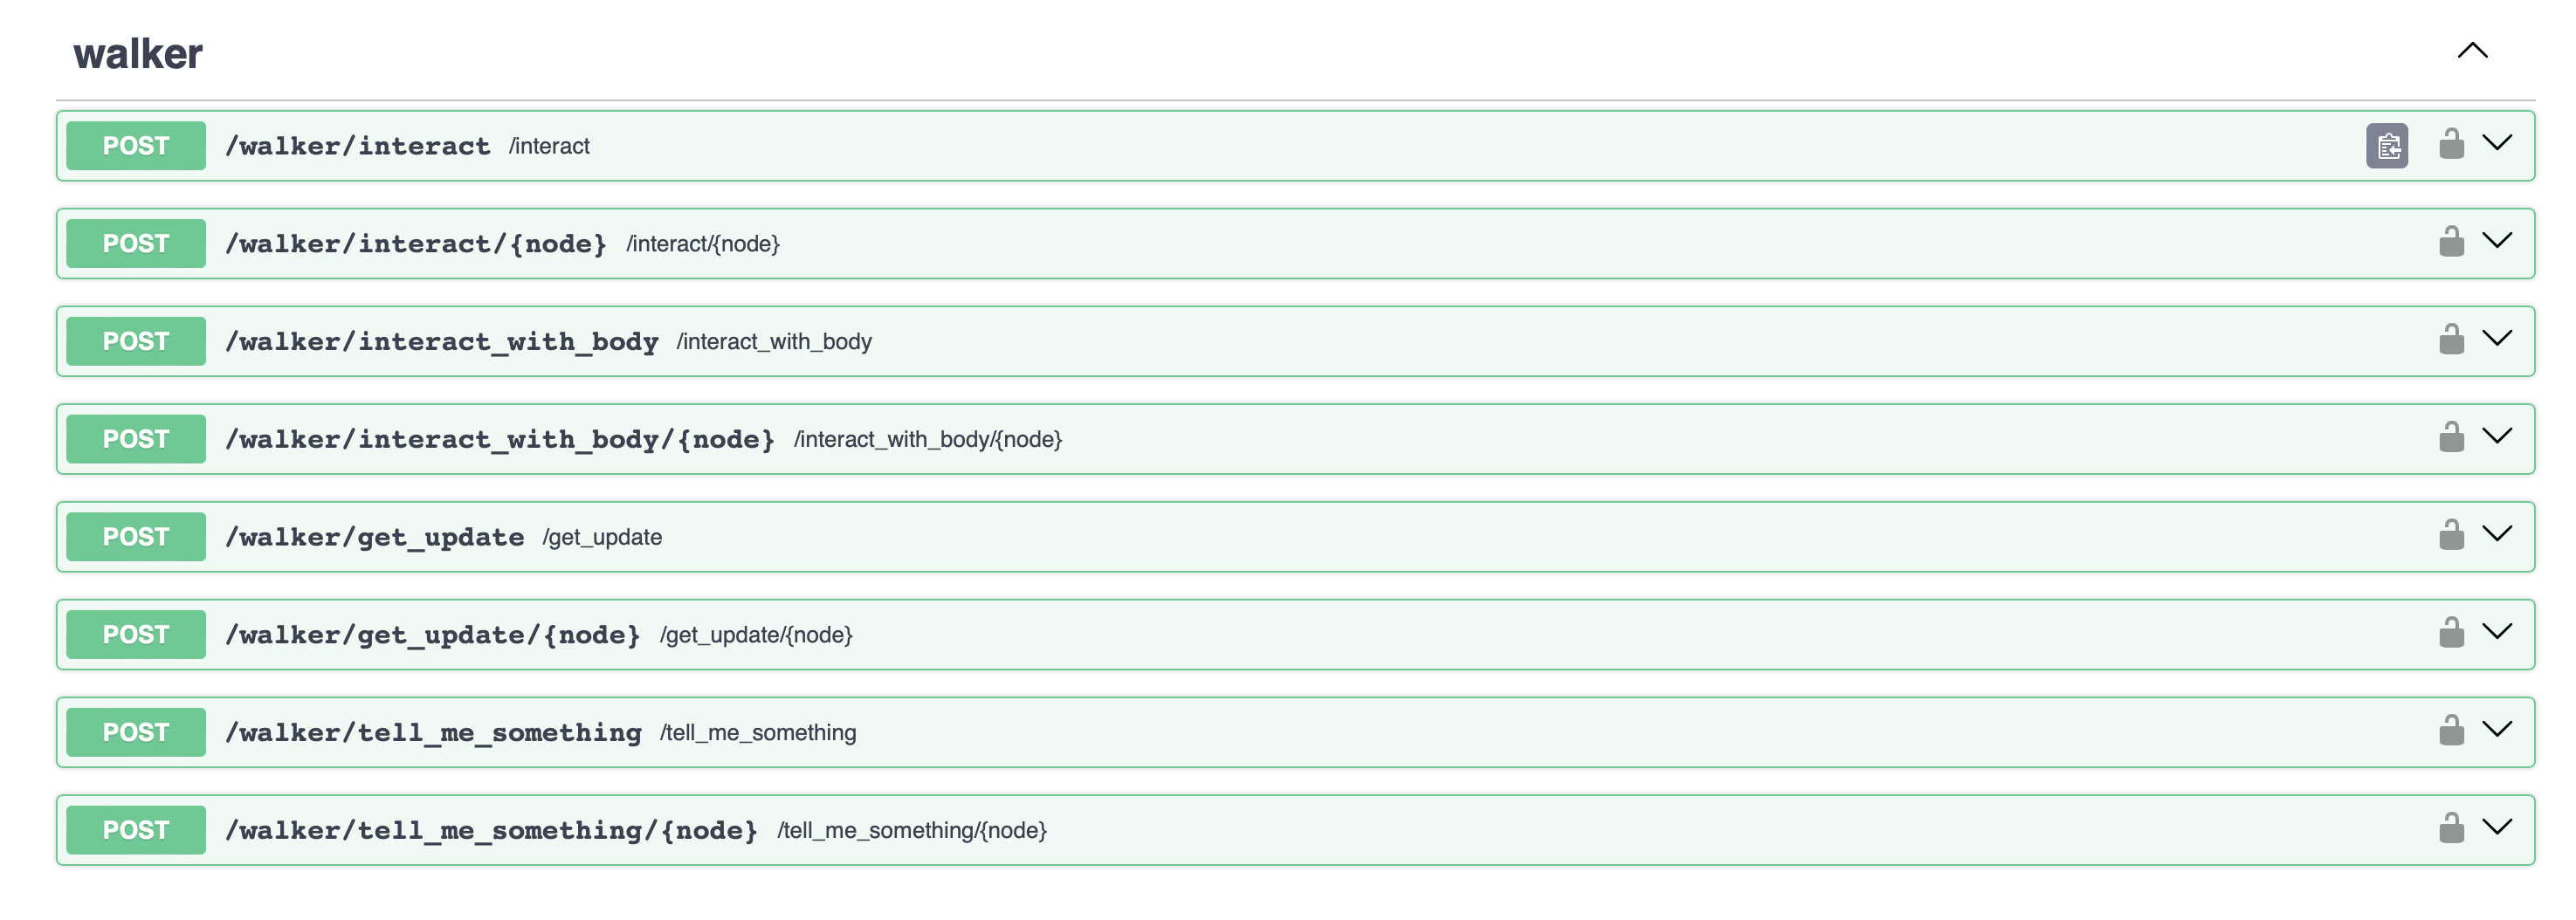 walker
POST /walker/interact /interact
POST /walker/interact/{node} /interact/{node}
POST /walker/interact_with_body /interact_with_body
POST /walker/interact_with_body/{node} /interact_with_body/{node}
POST /walker/get_update /get_update
POST /walker/get_update/{node} /get_update/{node}
POST /walker/tell_me_something /tell_me_something
POST /walker/tell_me_something/{node} /tell_me_something/{node}